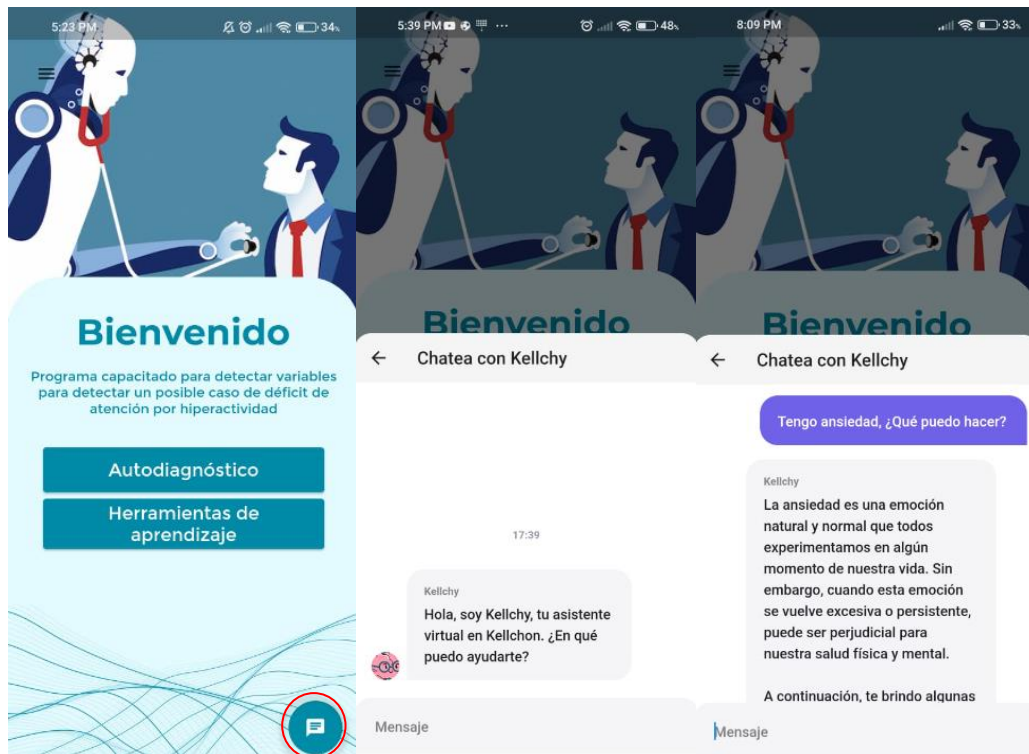 5:23 PM
34%
Bienvenido
Programa capacitado para detectar variables
para detectar un posible caso de déficit de
atención por hiperactividad
Autodiagnóstico
Herramientas de
aprendizaje
5:39 PM
48%
Bienvenido
Chatea con Kellchy
17:39
Kellchy
Hola, soy Kellchy, tu asistente
virtual en Kellchon. ¿En qué
puedo ayudarte?
Mensaje
8:09 PM
33%
Bienvenido
Chatea con Kellchy
Tengo ansiedad, ¿Qué puedo hacer?
Kellchy
La ansiedad es una emoción
natural y normal que todos
experimentamos en algún
momento de nuestra vida. Sin
embargo, cuando esta emoción
se vuelve excesiva o persistente,
puede ser perjudicial para
nuestra salud física y mental.
A continuación, te brindo algunas
Mensaje